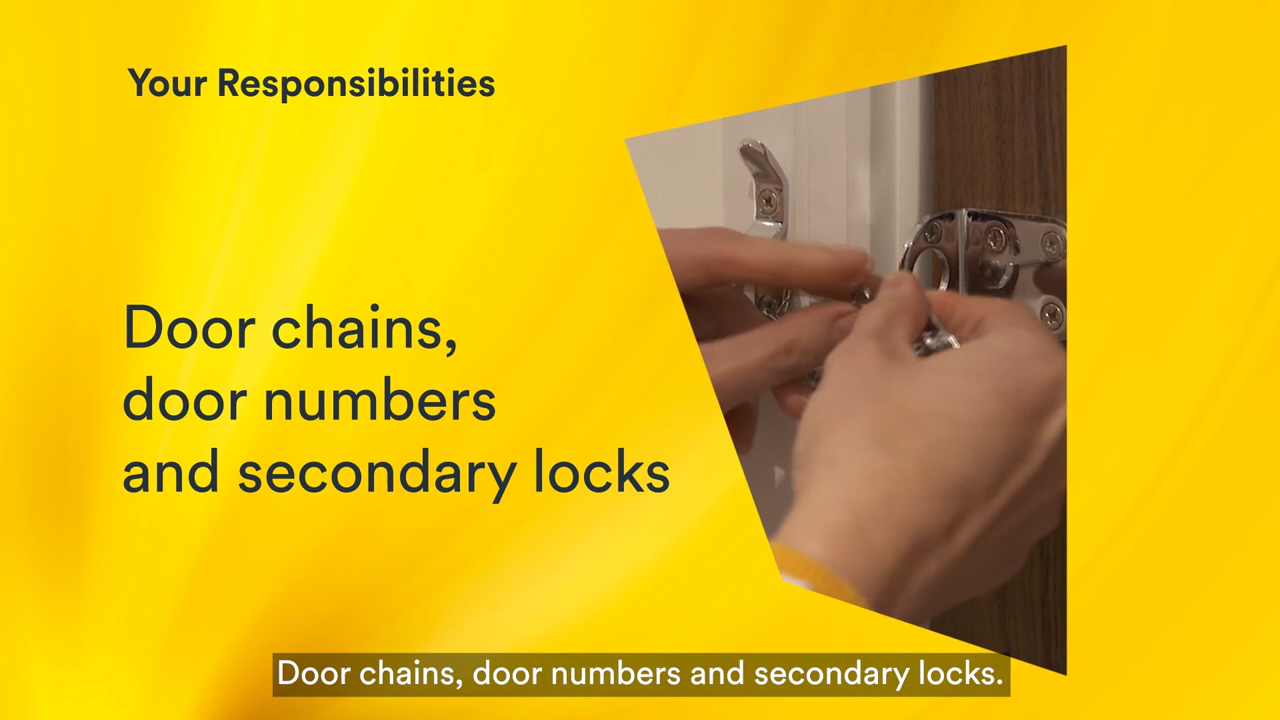 Your Responsibilities
Door chains,
door numbers
and secondary locks
Door chains, door numbers and secondary locks.